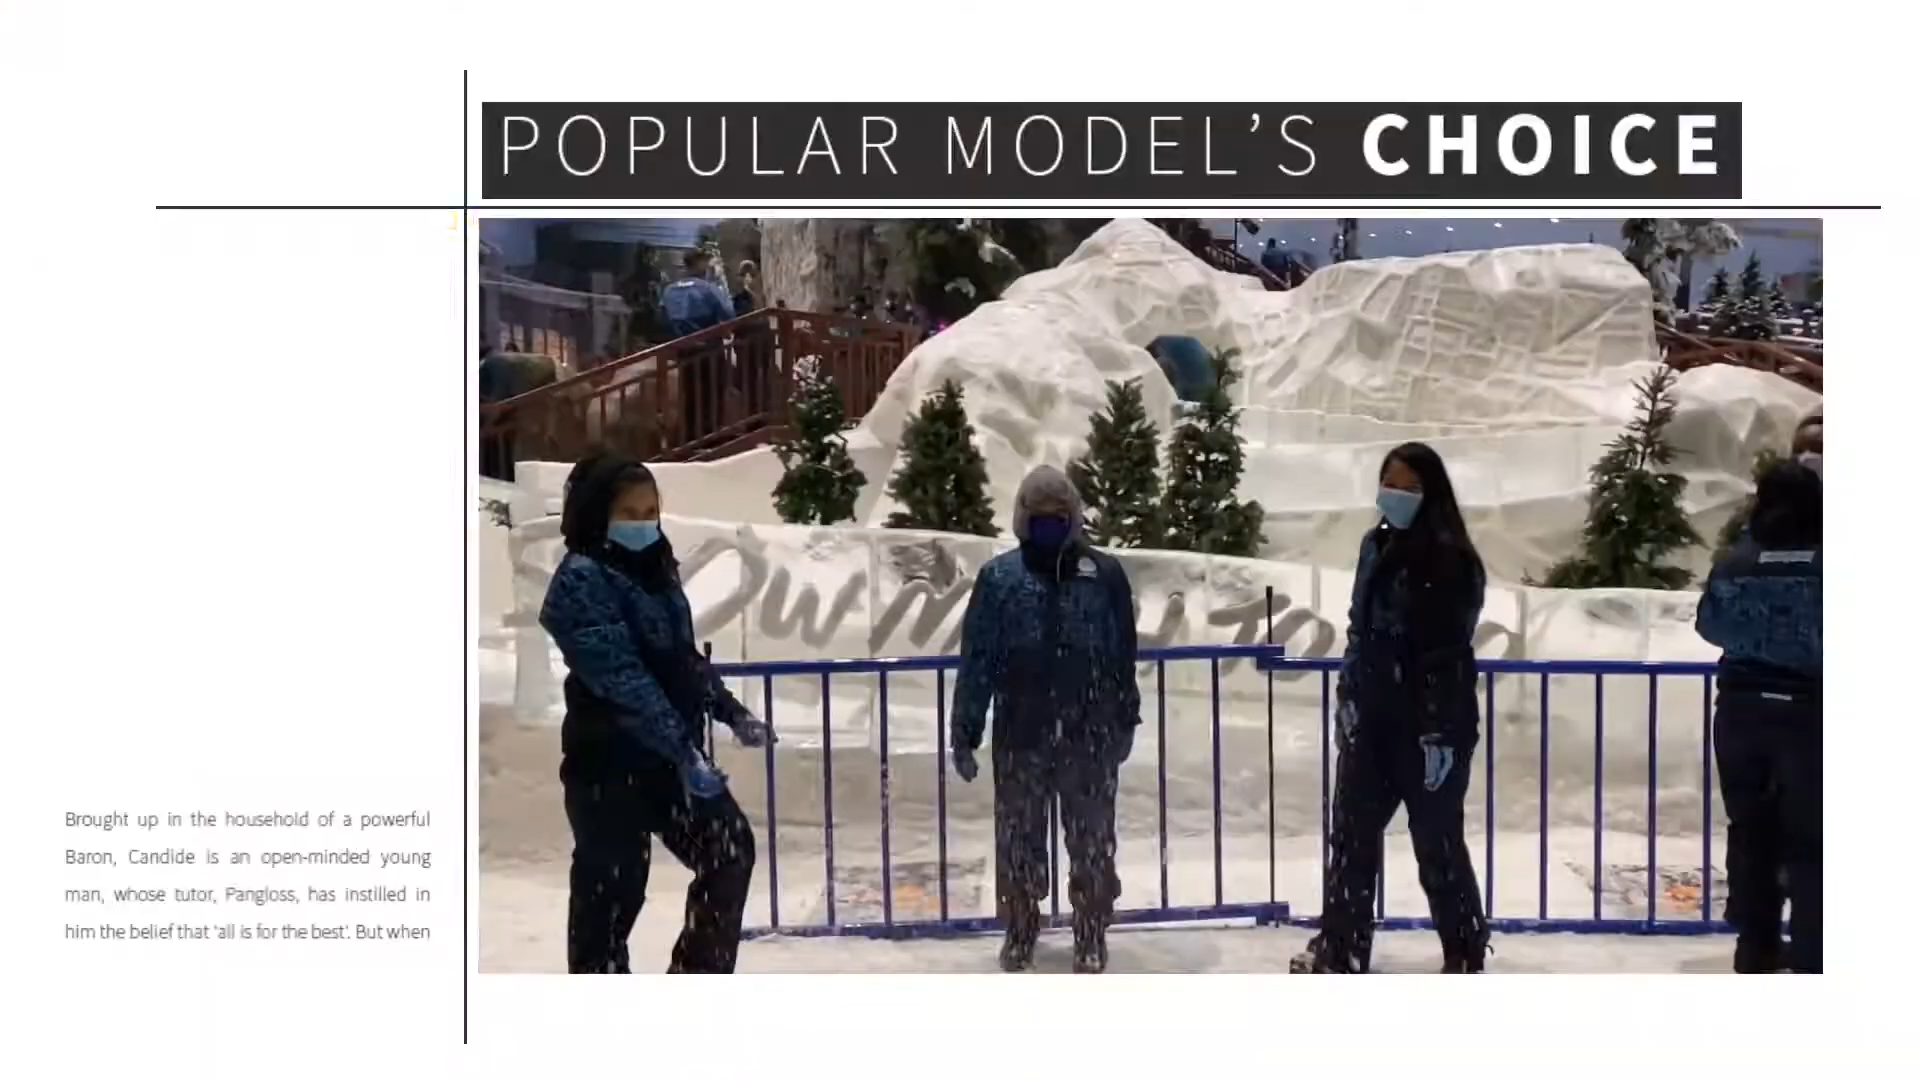 POPULAR MODEL’S CHOICE
Brought up in the household of a powerful
Baron, Candide is an open-minded young
man, whose tutor, Pangloss, has instilled in
him the belief that ‘all is for the best’. But when